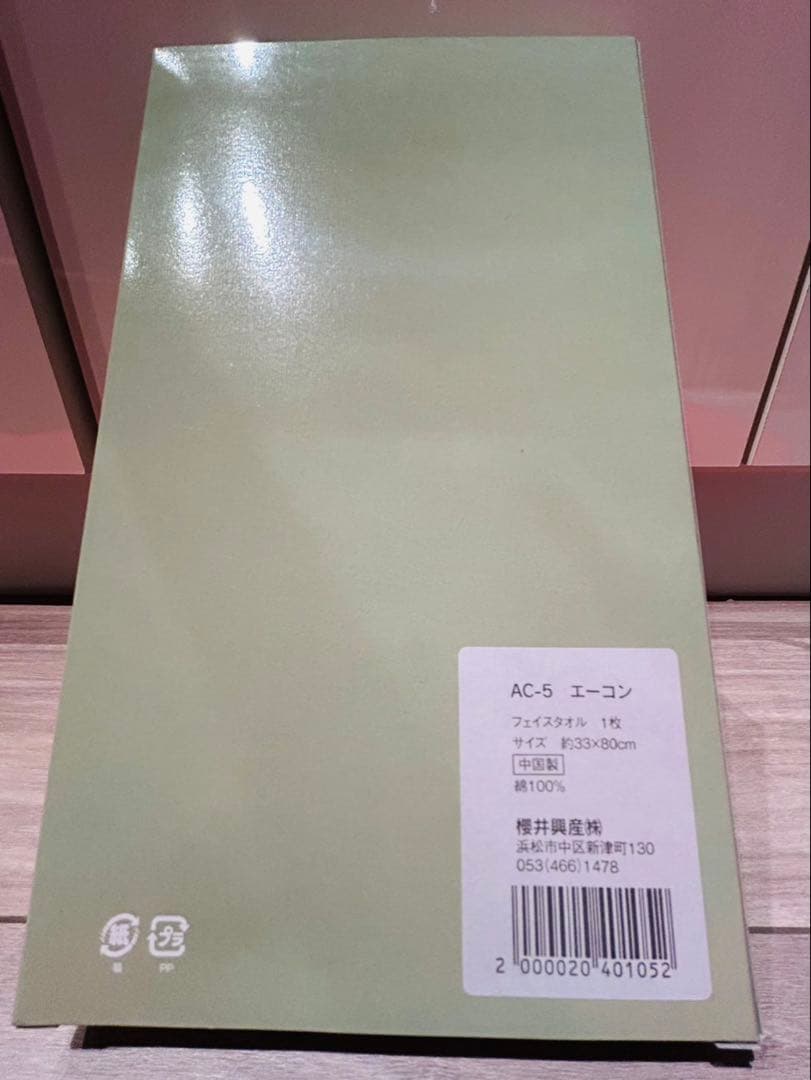 AC-5 エーコン
フェイスタオル 1枚
サイズ 約33×80cm
中国製
綿100%
櫻井興産㈱
浜松市中区新津町130
053(466)1478
2 000020 401052
紙 プラ
PP